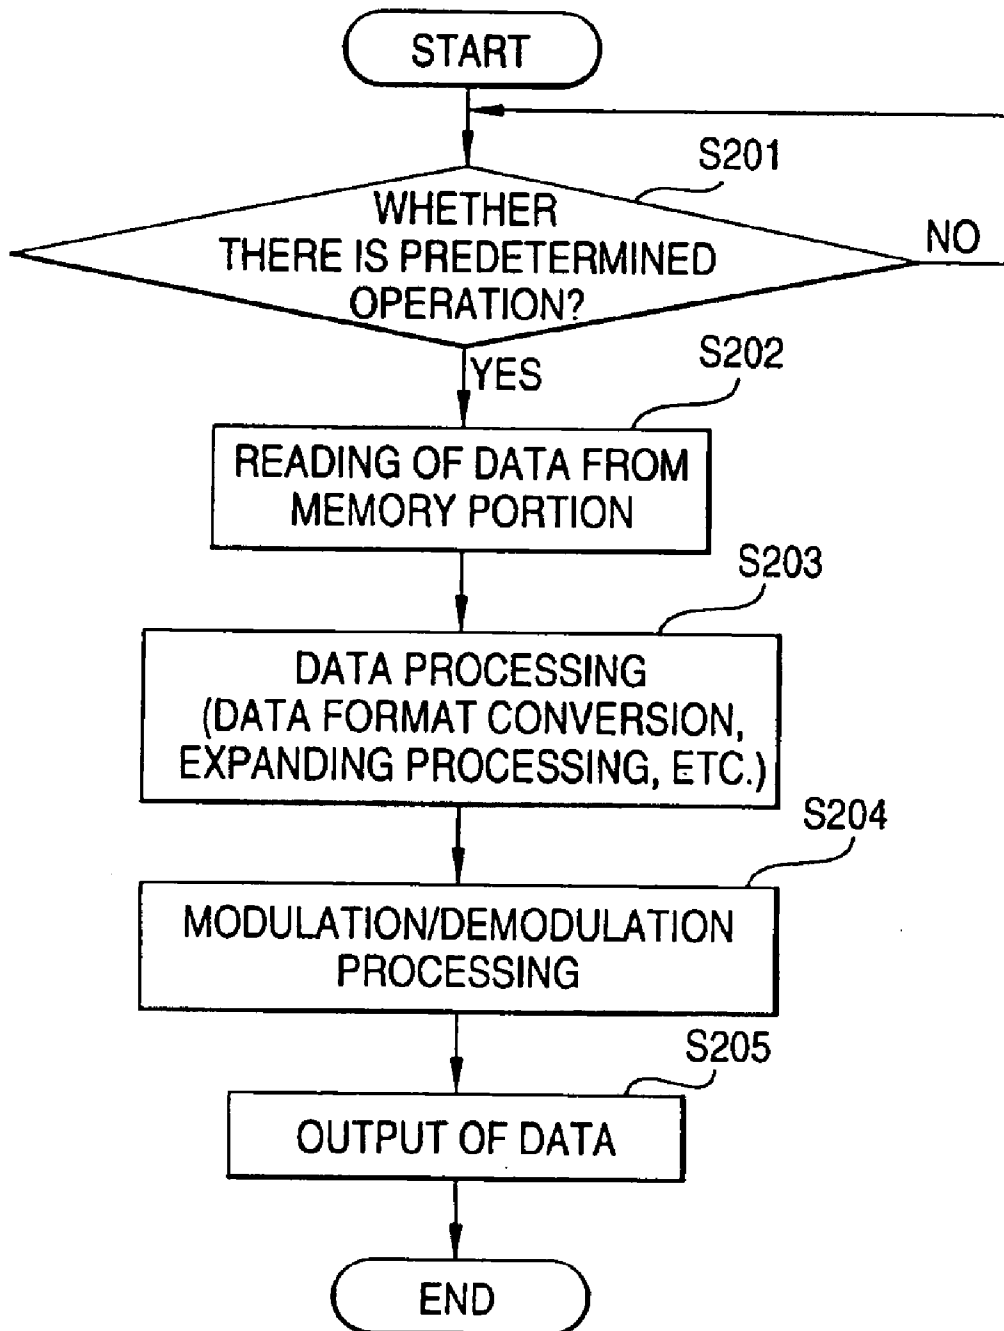 START
S201
WHETHER
THERE IS PREDETERMINED
OPERATION?
NO
YES
S202
READING OF DATA FROM
MEMORY PORTION
S203
DATA PROCESSING
(DATA FORMAT CONVERSION,
EXPANDING PROCESSING, ETC.)
S204
MODULATION/DEMODULATION
PROCESSING
S205
OUTPUT OF DATA
END